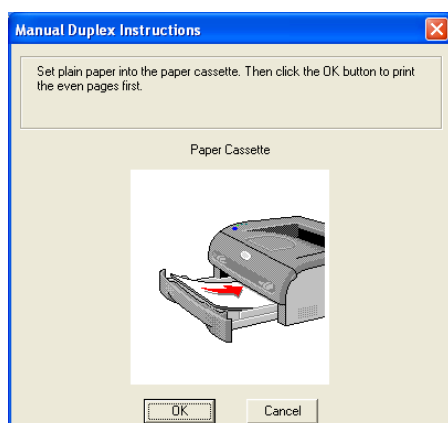 Manual Duplex Instructions
Set plain paper into the paper cassette. Then click the OK button to print
the even pages first.
Paper Cassette
OK
Cancel